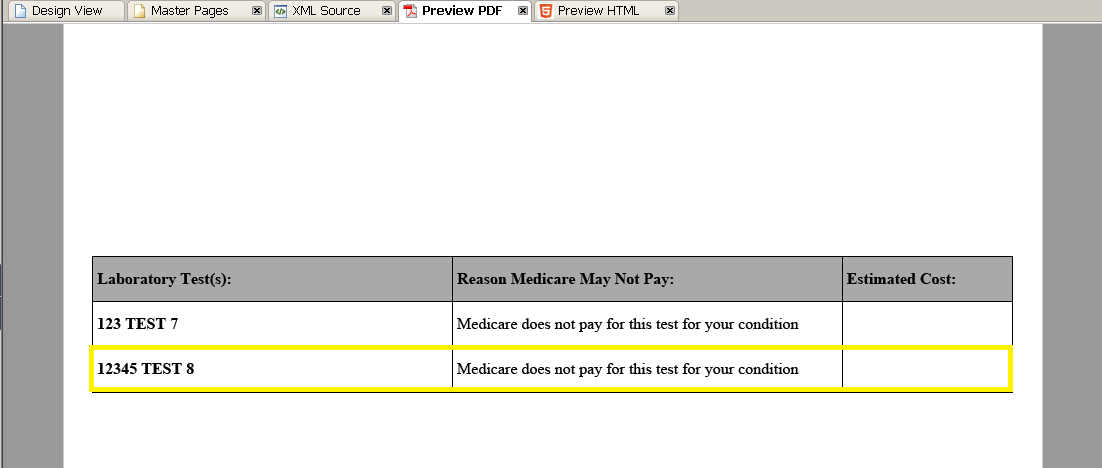 Design View Master Pages XML Source Preview PDF Preview HTML
Laboratory Test(s): Reason Medicare May Not Pay: Estimated Cost:
123 TEST 7 Medicare does not pay for this test for your condition
12345 TEST 8 Medicare does not pay for this test for your condition